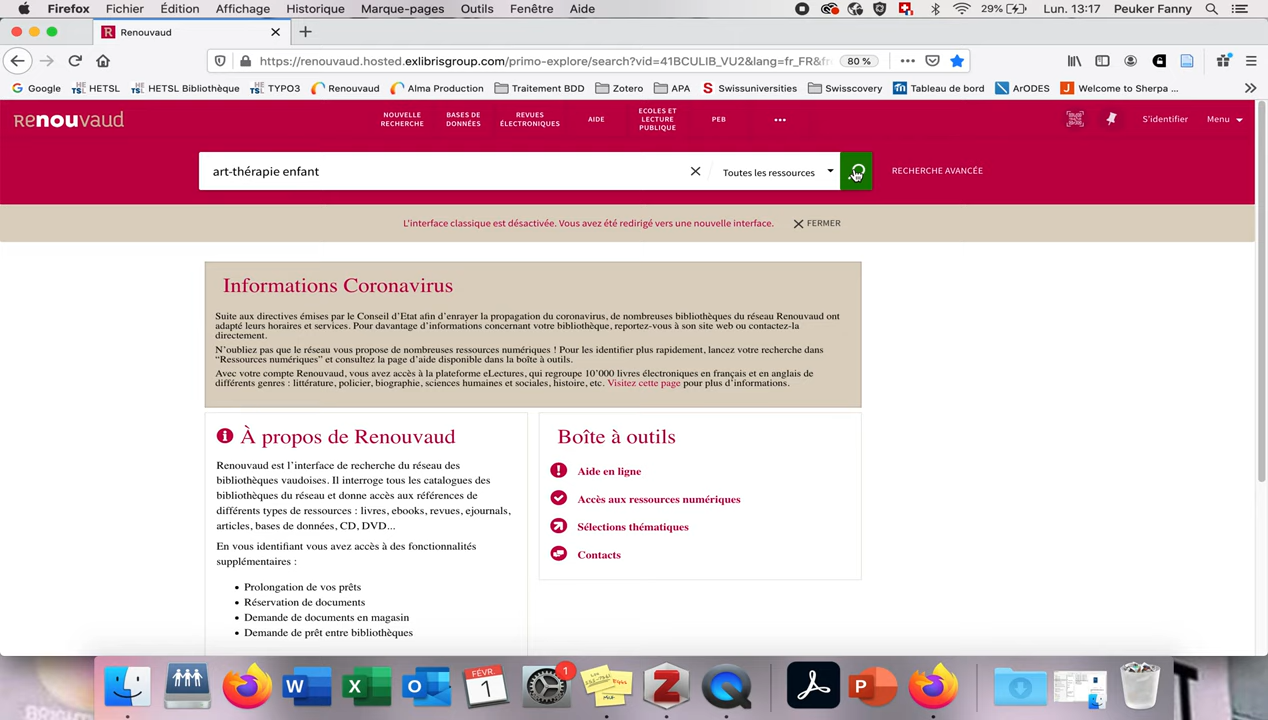 Firefox Fichier Édition Affichage Historique Marque-pages Outils Fenêtre Aide 29% Lun. 13:17 Peuker Fanny
Renouvaud
https://renouvaud.hosted.exlibrisgroup.com/primo-explore/search?vid=41BCULIB_VU2&lang=fr_FR& 80 %
Google HETSL HETSL Bibliothèque TYPO3 Renouvaud Alma Production Traitement BDD Zotero APA Swissuniversities Swisscovery Tableau de bord ArODES Welcome to Sherpa ...
Renouvaud
NOUVELLE RECHERCHE
BASES DE DONNÉES
REVUES ÉLECTRONIQUES
AIDE
ECOLES ET LECTURE PUBLIQUE
PEB
S'identifier Menu
art-thérapie enfant Toutes les ressources RECHERCHE AVANCÉE
L'interface classique est désactivée. Vous avez été redirigé vers une nouvelle interface. FERMER
Informations Coronavirus
Suite aux directives émises par le Conseil d'Etat afin d'enrayer la propagation du coronavirus, de nombreuses bibliothèques du réseau Renouvaud ont
adapté leurs horaires et services. Pour davantage d'informations concernant votre bibliothèque, reportez-vous à son site web ou contactez-la
directement.
N'oubliez pas que le réseau vous propose de nombreuses ressources numériques ! Pour les identifier plus rapidement, lancez votre recherche dans
“Ressources numériques” et consultez la page d'aide disponible dans la boîte à outils.
Avec votre compte Renouvaud, vous avez accès à la plateforme eLectures, qui regroupe 10’000 livres électroniques en français et en anglais de
différents genres : littérature, policier, biographie, sciences humaines et sociales, histoire, etc. Visitez cette page pour plus d'informations.
À propos de Renouvaud
Renouvaud est l'interface de recherche du réseau des
bibliothèques vaudoises. Il interroge tous les catalogues des
bibliothèques du réseau et donne accès aux références de
différents types de ressources : livres, ebooks, revues, ejournals,
articles, bases de données, CD, DVD...
En vous identifiant vous avez accès à des fonctionnalités
supplémentaires :
• Prolongation de vos prêts
• Réservation de documents
• Demande de documents en magasin
• Demande de prêt entre bibliothèques
Boîte à outils
Aide en ligne
Accès aux ressources numériques
Sélections thématiques
Contacts
FÉVR.
1
1